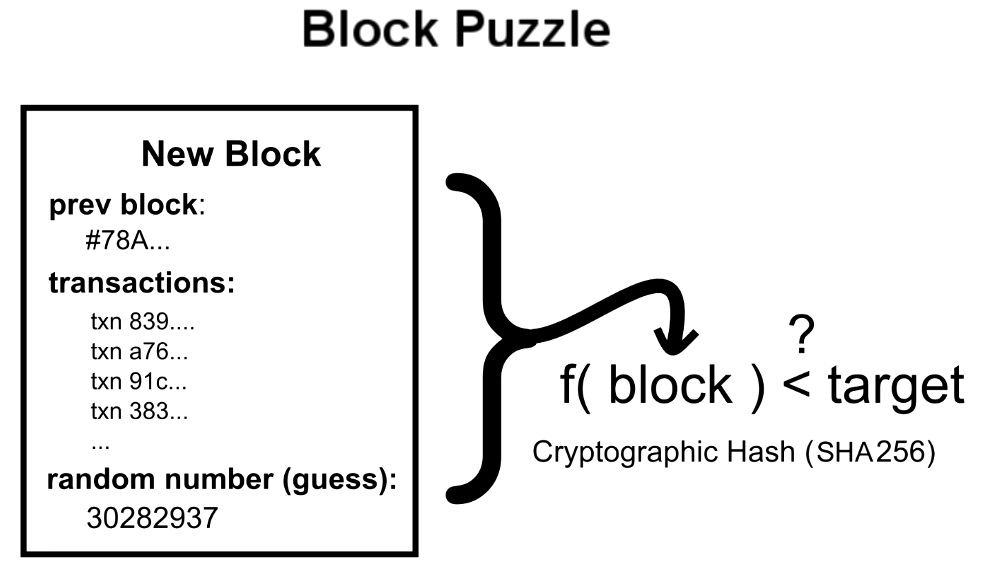 Block Puzzle
New Block
prev block:
#78A...
transactions:
txn 839....
txn a76...
txn 91c...
txn 383...
...
random number (guess):
30282937
?
f( block ) < target
Cryptographic Hash (SHA256)